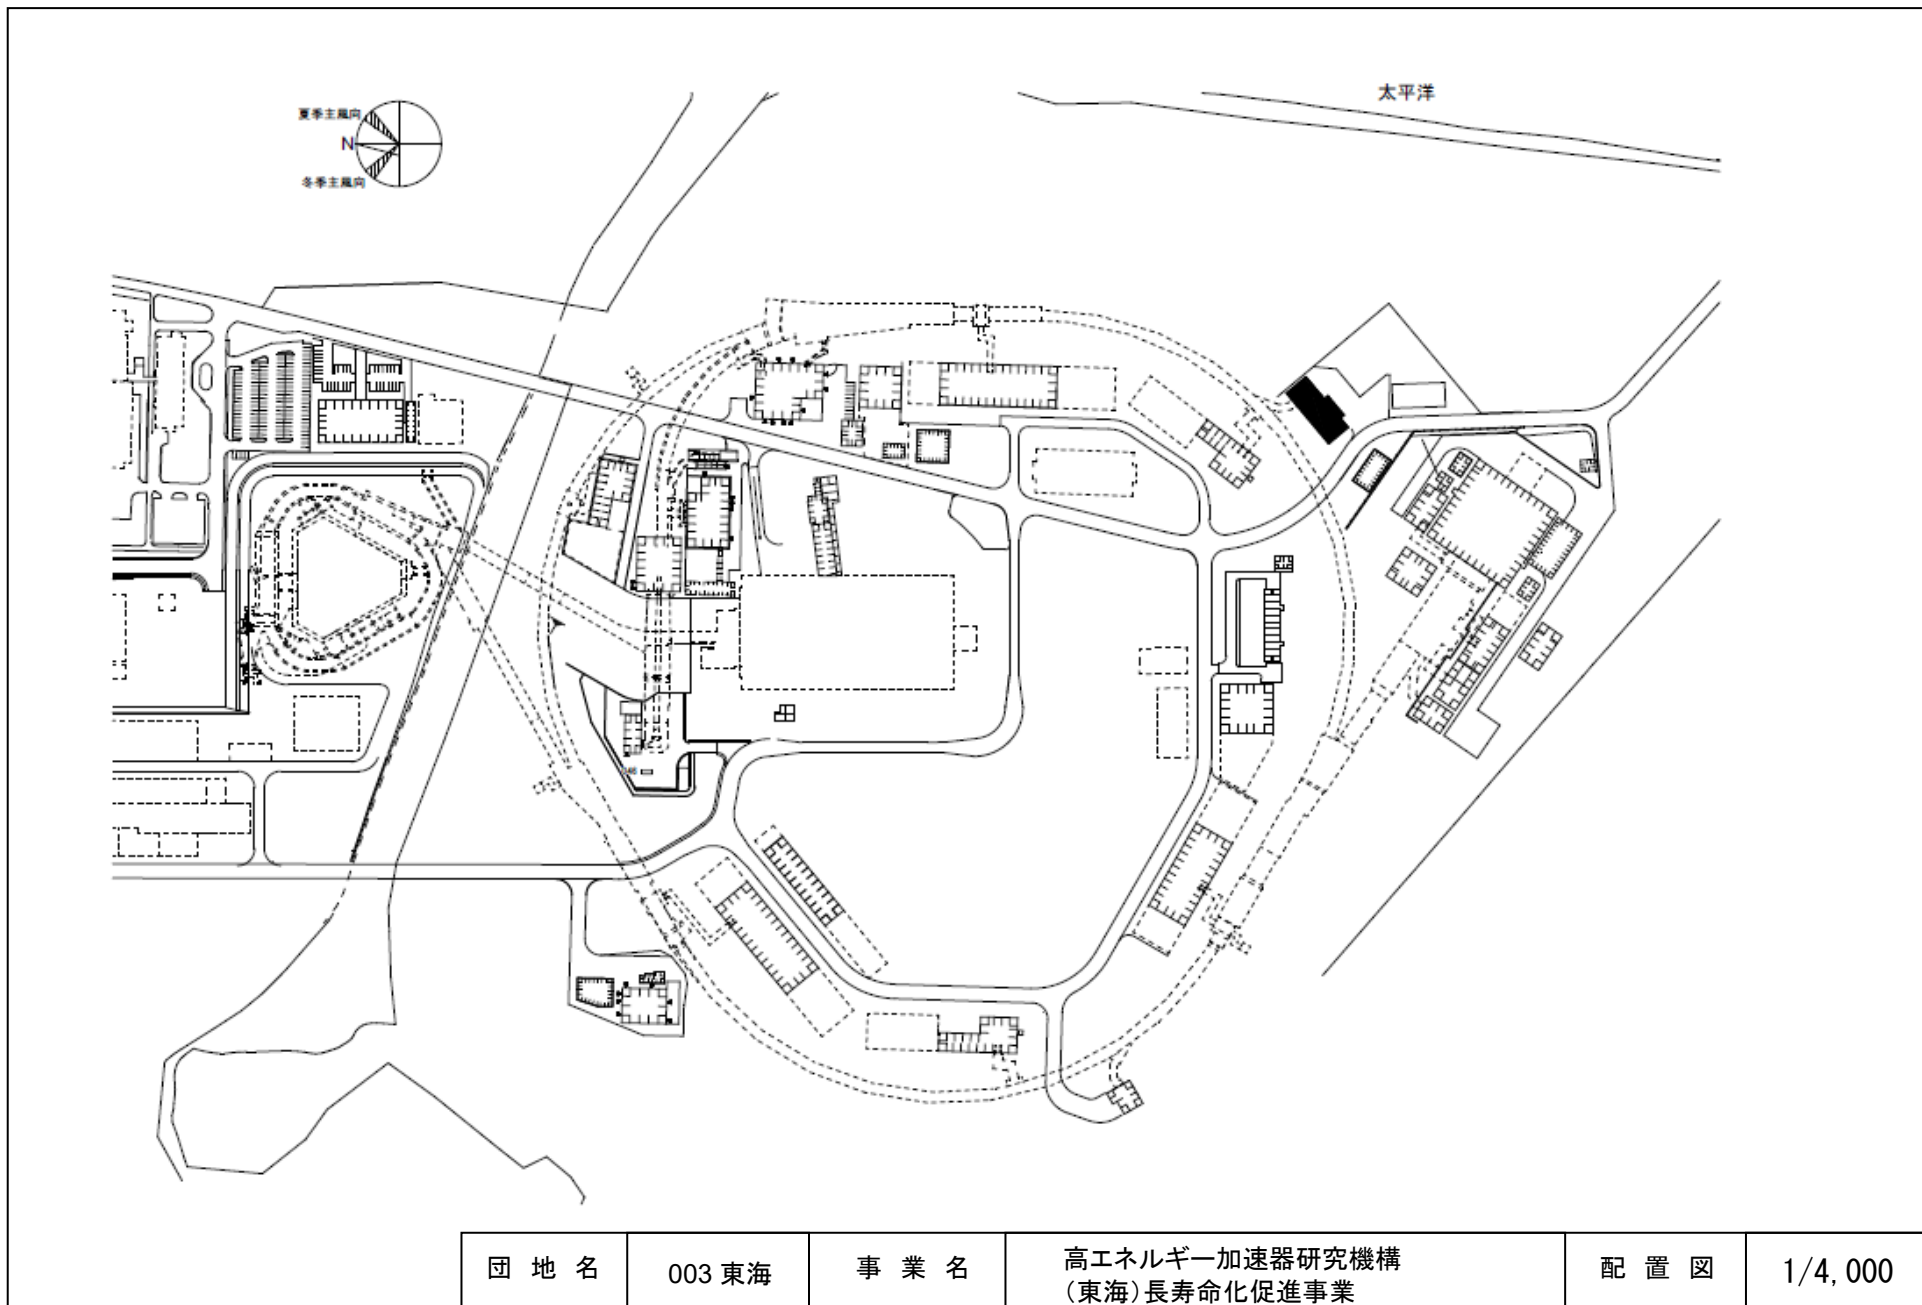 太平洋
夏季主風向
N
冬季主風向
団地名
003 東海
事業名
高エネルギー加速器研究機構
（東海）長寿命化促進事業
配置図
1/4,000